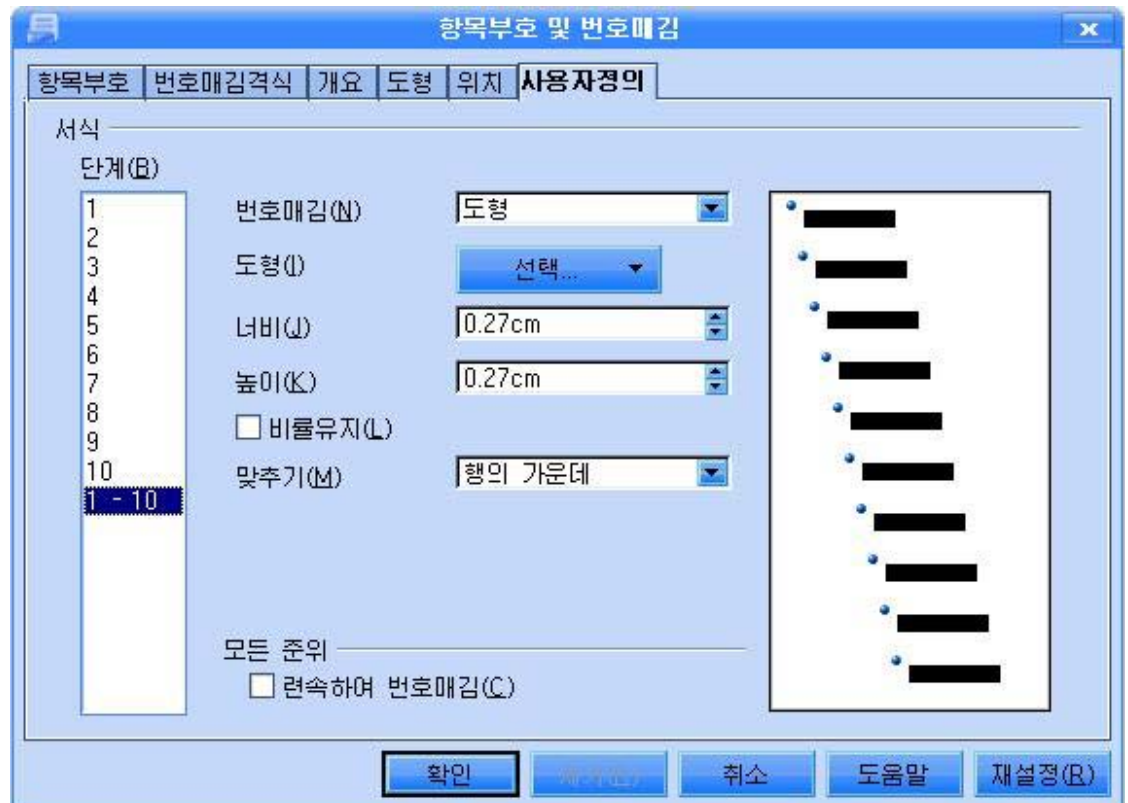 항목부호 및 번호매김
항목부호 번호매김격식 개요 도형 위치 사용자정의
서식
단계(B)
1
2
3
4
5
6
7
8
9
10
1 - 10
번호매김(N) 도형
도형(I) 선택...
너비(J) 0.27cm
높이(K) 0.27cm
비률유지(L)
맞추기(M) 행의 가운데
모든 준위
련속하여 번호매김(C)
확인 취소 도움말 재설정(R)